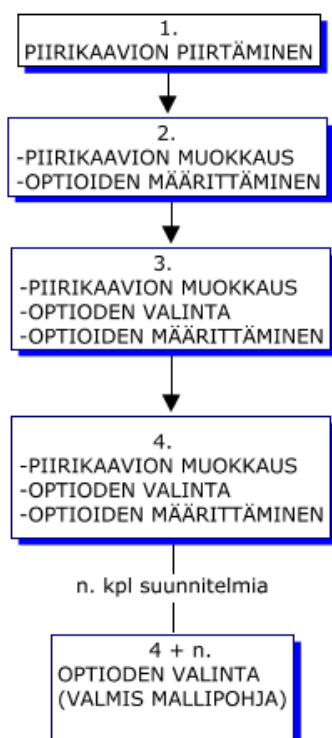 1.
PIIRIKAAVION PIIRTÄMINEN
2.
-PIIRIKAAVION MUOKKAUS
-OPTIOIDEN MÄÄRITTÄMINEN
3.
-PIIRIKAAVION MUOKKAUS
-OPTIODEN VALINTA
-OPTIOIDEN MÄÄRITTÄMINEN
4.
-PIIRIKAAVION MUOKKAUS
-OPTIODEN VALINTA
-OPTIOIDEN MÄÄRITTÄMINEN
n. kpl suunnitelmia
4 + n.
OPTIODEN VALINTA
(VALMIS MALLIPOHJA)